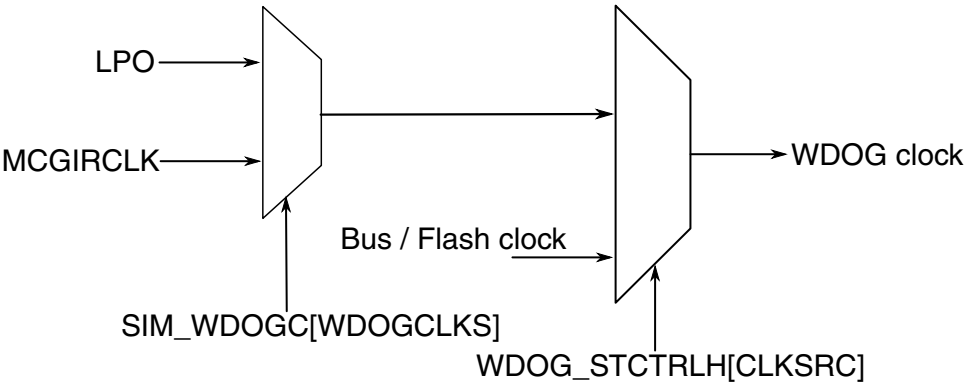 LPO
MCGIRCLK
WDOG clock
Bus / Flash clock
SIM_WDOGC[WDOGCLKS]
WDOG_STCTRLH[CLKSRC]